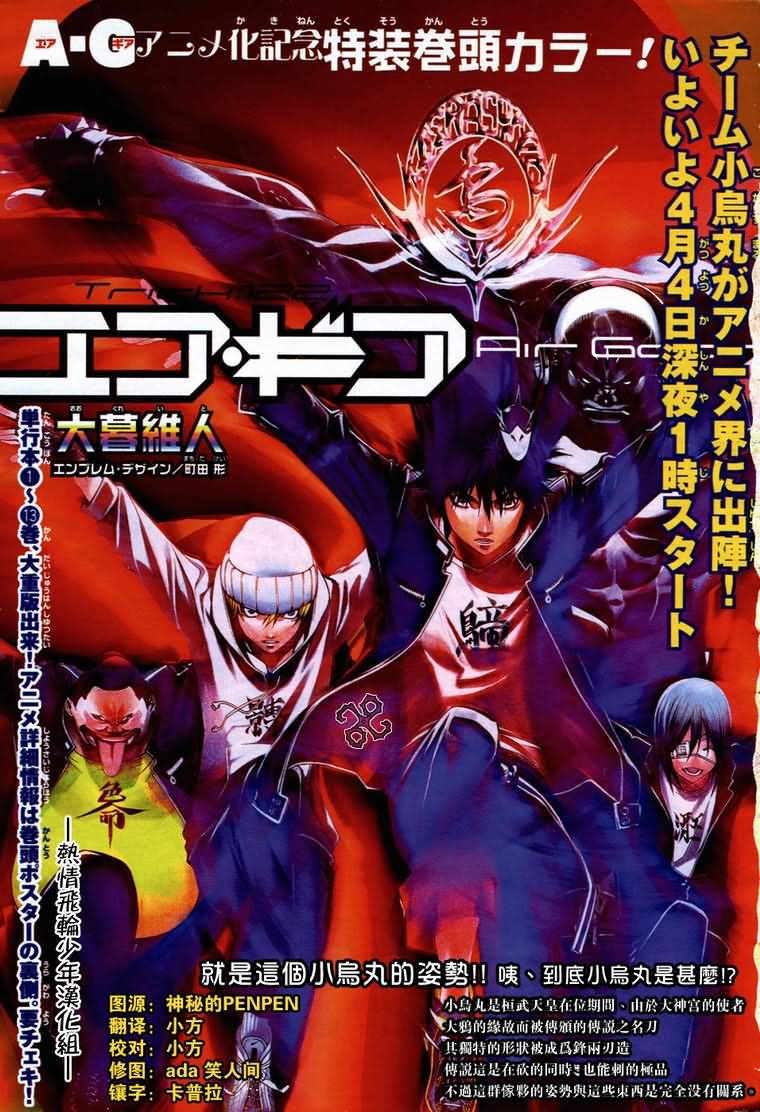 A・G アニメ化記念特装巻頭カラー!
チーム小烏丸がアニメ界に出陣!
いよいよ4月4日深夜1時スタート
Trick:122
エア・ギア
Air Gear
大暮維人
エンブレム・デザイン/町田 形
単行本❶〜⓭巻、大重版出来!アニメ詳細情報は巻頭ポスターの裏側。要チェキ!
烏
色
命
—熱情飛輪少年漢化組—
就是這個小烏丸的姿勢!! 咦、到底小烏丸是甚麼!?
小烏丸是桓武天皇在位期間、由於大神宮的使者
大鴉的緣故而被傳頌的傳說之名刀
其獨特的形狀被成爲鋒兩刃造
傳說這是在砍的同時、也能刺的極品
不過這群傢夥的姿勢與這些東西是完全没有關系。
图源：神秘的PENPEN
翻译：小方
校对：小方
修图：ada 笑人间
镶字：卡普拉